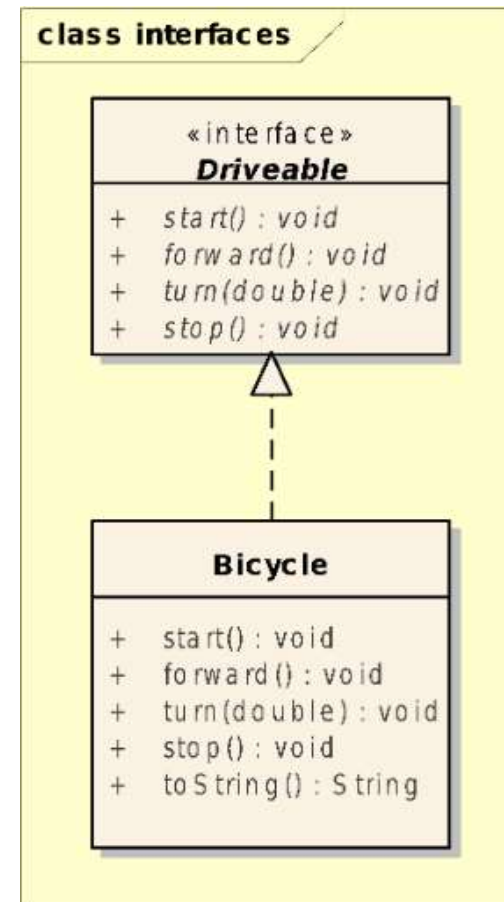 class interfaces
«interface»
Driveable
+ start() : void
+ forward() : void
+ turn(double) : void
+ stop() : void
Bicycle
+ start() : void
+ forward() : void
+ turn(double) : void
+ stop() : void
+ toString() : String